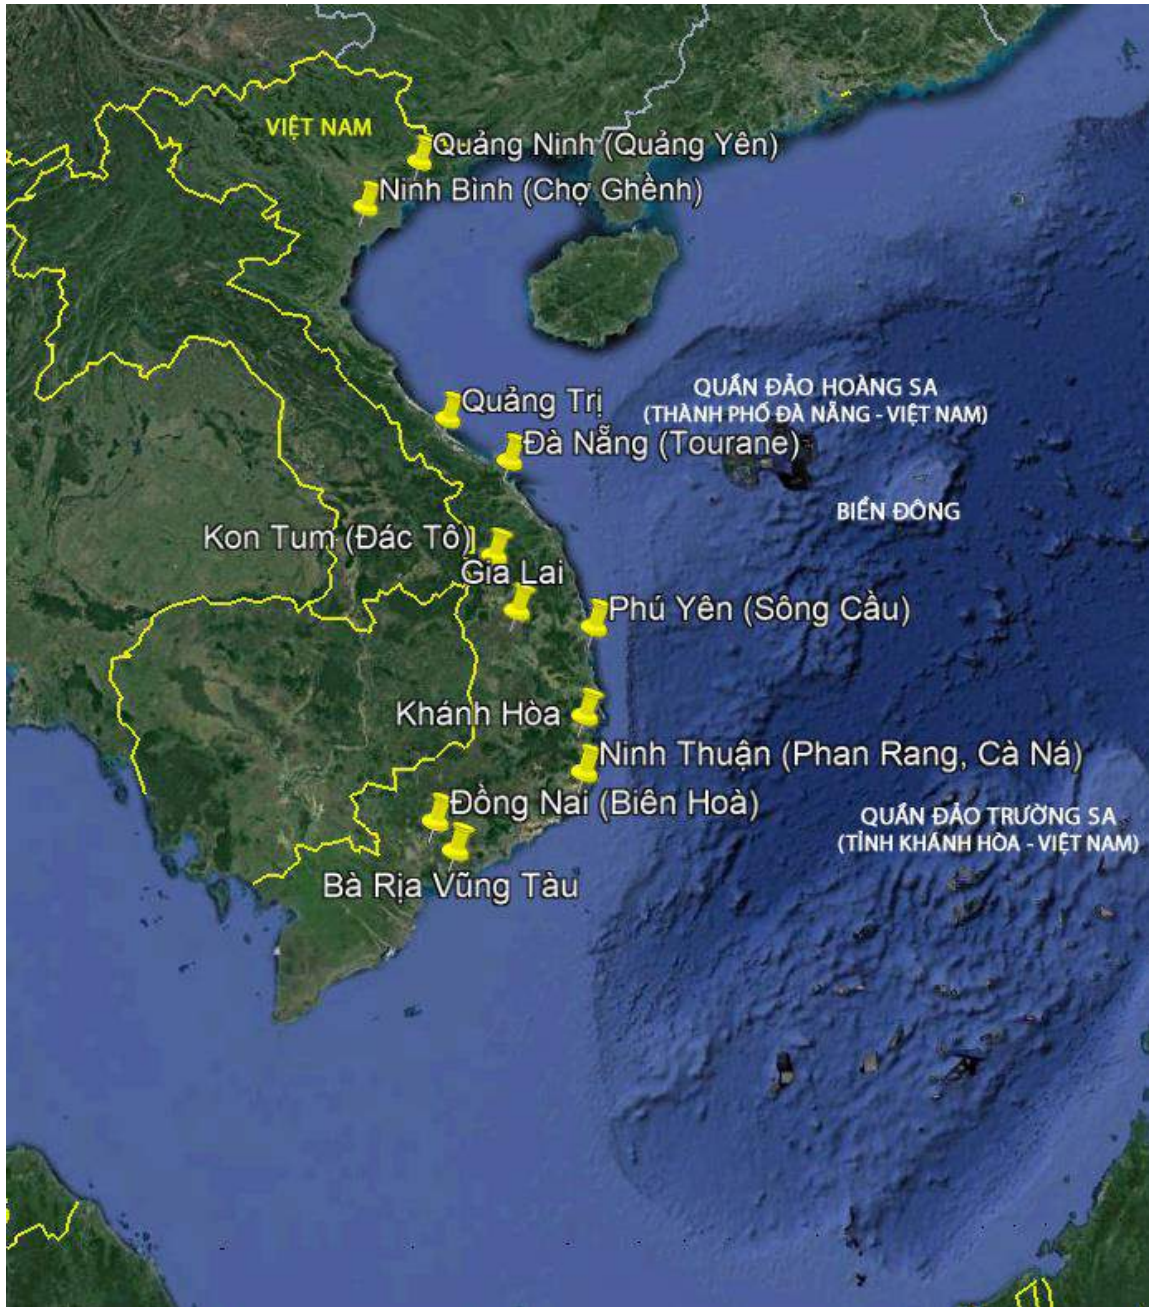 VIỆT NAM
Quảng Ninh (Quảng Yên)
Ninh Bình (Chợ Ghềnh)
QUẦN ĐẢO HOÀNG SA
(THÀNH PHỐ ĐÀ NẴNG - VIỆT NAM)
Quảng Trị
Đà Nẵng (Tourane)
BIỂN ĐÔNG
Kon Tum (Đác Tô)
Gia Lai
Phú Yên (Sông Cầu)
Khánh Hòa
Ninh Thuận (Phan Rang, Cà Ná)
Đồng Nai (Biên Hoà)
QUẦN ĐẢO TRƯỜNG SA
(TỈNH KHÁNH HÒA - VIỆT NAM)
Bà Rịa Vũng Tàu